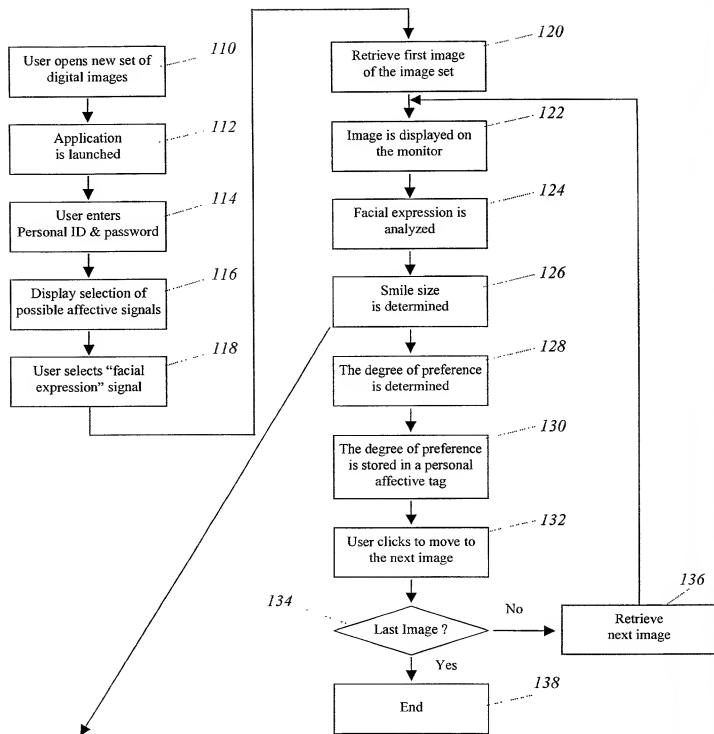 110
User opens new set of
digital images
112
Application
is launched
114
User enters
Personal ID & password
116
Display selection of
possible affective signals
118
User selects “facial
expression” signal
120
Retrieve first image
of the image set
122
Image is displayed on
the monitor
124
Facial expression is
analyzed
126
Smile size
is determined
128
The degree of preference
is determined
130
The degree of preference
is stored in a personal
affective tag
132
User clicks to move to
the next image
134
Last Image ?
No
136
Retrieve
next image
Yes
138
End